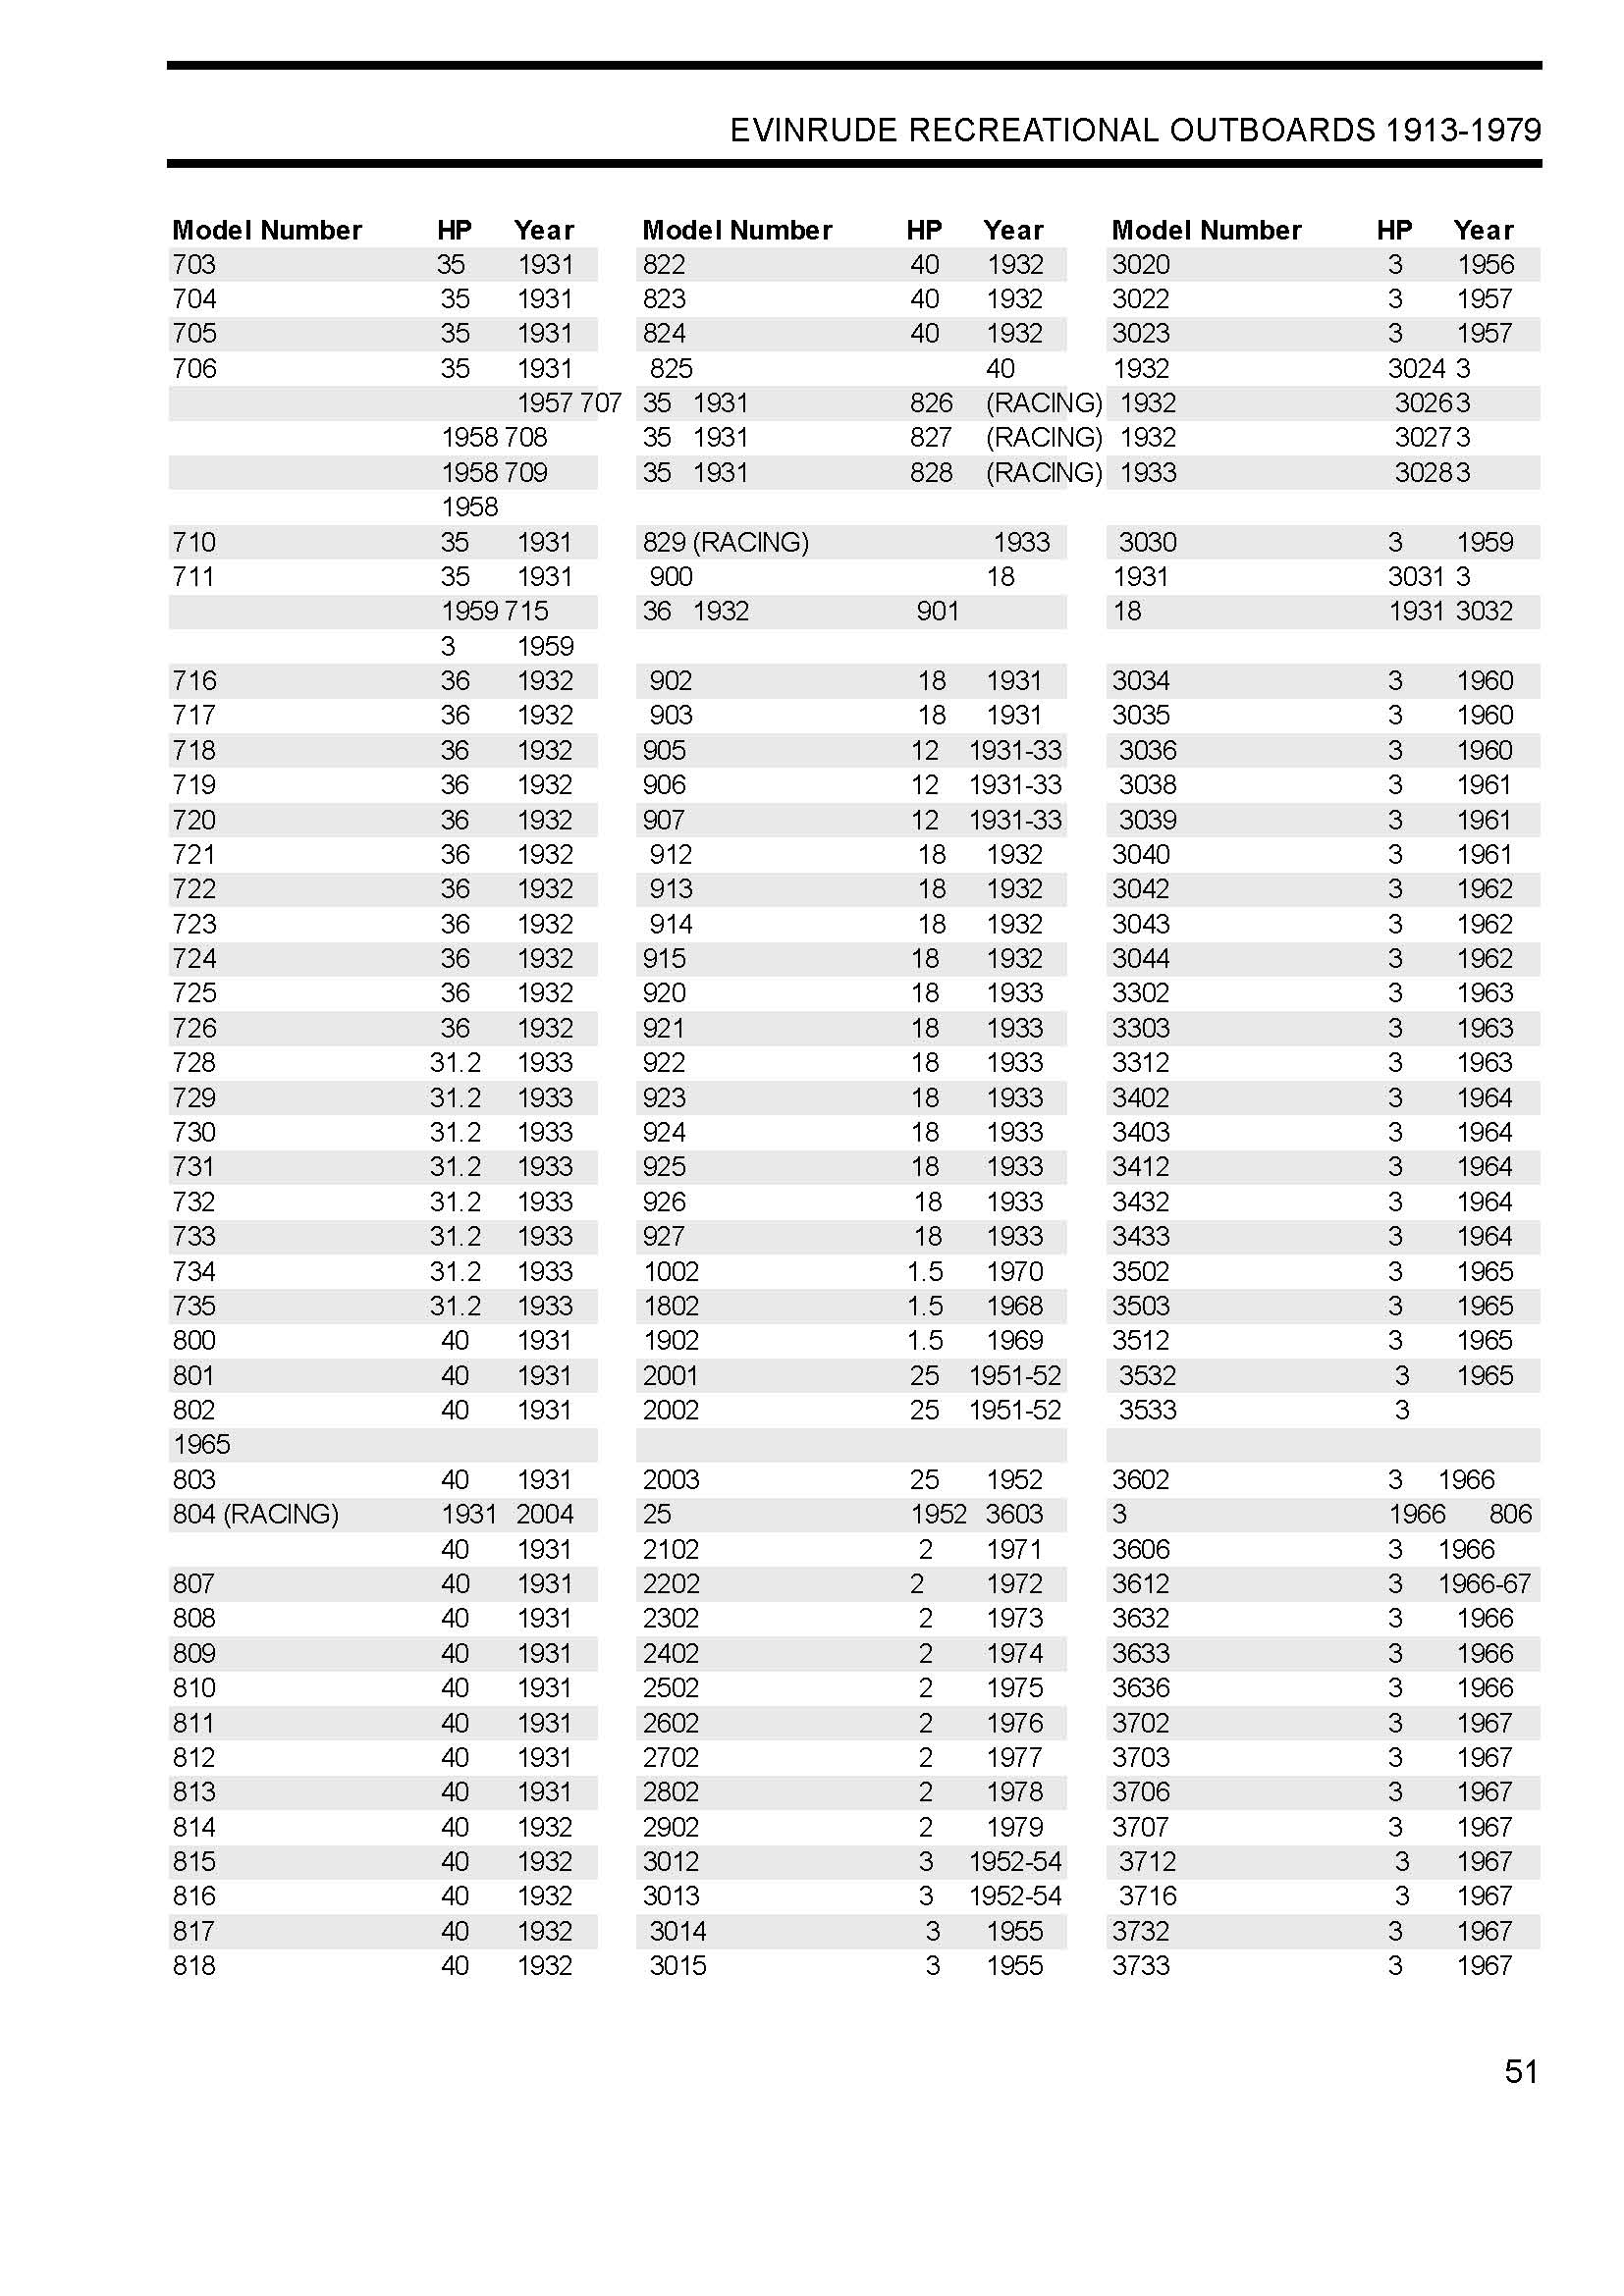 EVINRUDE RECREATIONAL OUTBOARDS 1913-1979
Model Number HP Year Model Number HP Year Model Number HP Year
703 35 1931 822 40 1932 3020 3 1956
704 35 1931 823 40 1932 3022 3 1957
705 35 1931 824 40 1932 3023 3 1957
706 35 1931 825 40 1932 3024 3
1957 707 35 1931 826 (RACING) 1932 3026 3
1958 708 35 1931 827 (RACING) 1932 3027 3
1958 709 35 1931 828 (RACING) 1933 3028 3
1958
710 35 1931 829 (RACING) 1933 3030 3 1959
711 35 1931 900 18 1931 3031 3
1959 715 36 1932 901 18 1931 3032
3 1959
716 36 1932 902 18 1931 3034 3 1960
717 36 1932 903 18 1931 3035 3 1960
718 36 1932 905 12 1931-33 3036 3 1960
719 36 1932 906 12 1931-33 3038 3 1961
720 36 1932 907 12 1931-33 3039 3 1961
721 36 1932 912 18 1932 3040 3 1961
722 36 1932 913 18 1932 3042 3 1962
723 36 1932 914 18 1932 3043 3 1962
724 36 1932 915 18 1932 3044 3 1962
725 36 1932 920 18 1933 3302 3 1963
726 36 1932 921 18 1933 3303 3 1963
728 31.2 1933 922 18 1933 3312 3 1963
729 31.2 1933 923 18 1933 3402 3 1964
730 31.2 1933 924 18 1933 3403 3 1964
731 31.2 1933 925 18 1933 3412 3 1964
732 31.2 1933 926 18 1933 3432 3 1964
733 31.2 1933 927 18 1933 3433 3 1964
734 31.2 1933 1002 1.5 1970 3502 3 1965
735 31.2 1933 1802 1.5 1968 3503 3 1965
800 40 1931 1902 1.5 1969 3512 3 1965
801 40 1931 2001 25 1951-52 3532 3 1965
802 40 1931 2002 25 1951-52 3533 3
1965
803 40 1931 2003 25 1952 3602 3 1966
804 (RACING) 1931 2004 25 1952 3603 3 1966 806
40 1931 2102 2 1971 3606 3 1966
807 40 1931 2202 2 1972 3612 3 1966-67
808 40 1931 2302 2 1973 3632 3 1966
809 40 1931 2402 2 1974 3633 3 1966
810 40 1931 2502 2 1975 3636 3 1966
811 40 1931 2602 2 1976 3702 3 1967
812 40 1931 2702 2 1977 3703 3 1967
813 40 1931 2802 2 1978 3706 3 1967
814 40 1932 2902 2 1979 3707 3 1967
815 40 1932 3012 3 1952-54 3712 3 1967
816 40 1932 3013 3 1952-54 3716 3 1967
817 40 1932 3014 3 1955 3732 3 1967
818 40 1932 3015 3 1955 3733 3 1967
51